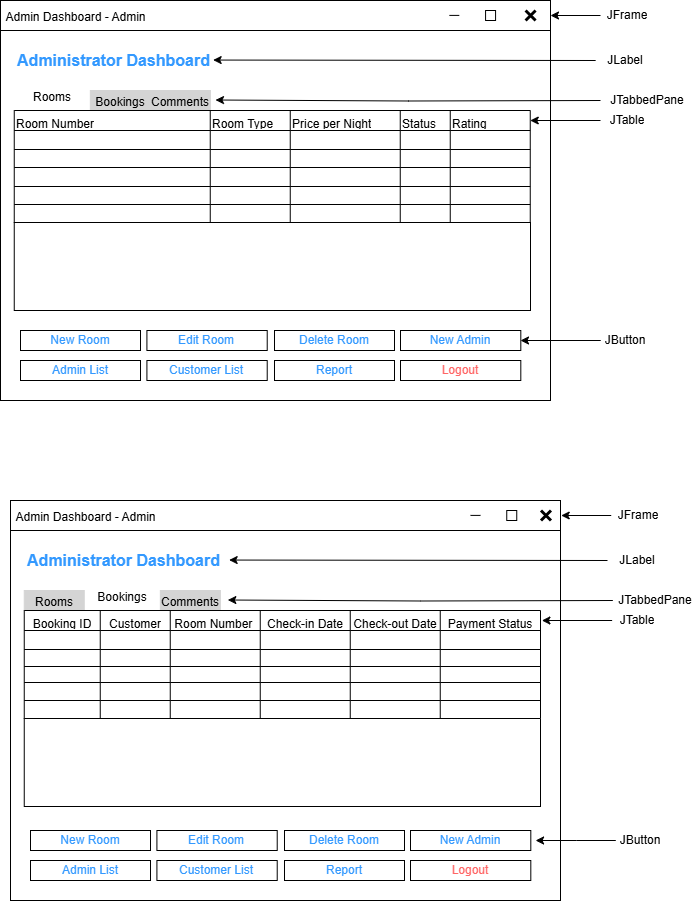 Admin Dashboard - Admin JFrame
Administrator Dashboard JLabel
Rooms Bookings Comments JTabbedPane
Room Number Room Type Price per Night Status Rating JTable
New Room Edit Room Delete Room New Admin JButton
Admin List Customer List Report Logout
Admin Dashboard - Admin JFrame
Administrator Dashboard JLabel
Rooms Bookings Comments JTabbedPane
Booking ID Customer Room Number Check-in Date Check-out Date Payment Status JTable
New Room Edit Room Delete Room New Admin JButton
Admin List Customer List Report Logout